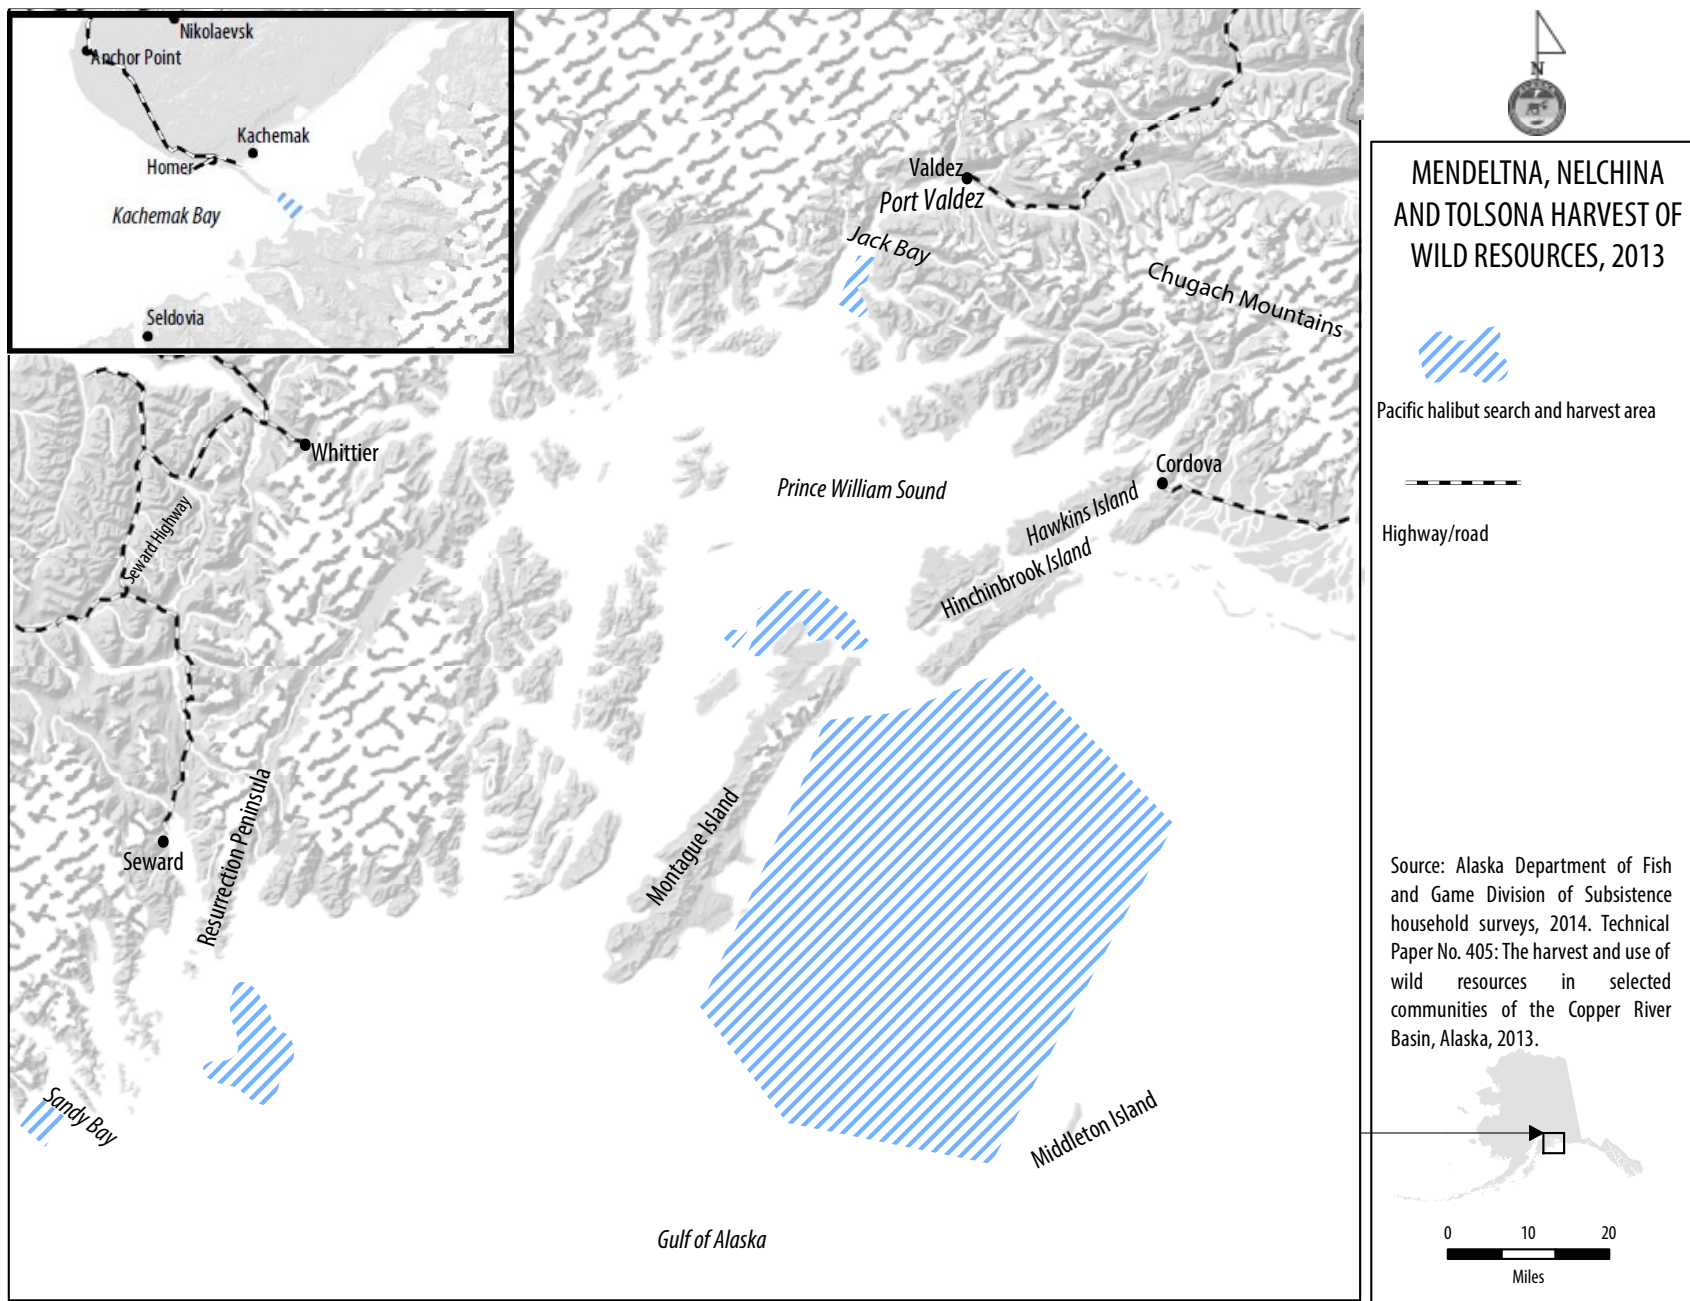 Nikolaevsk
Anchor Point
Kachemak
Homer
Kachemak Bay
Seldovia
Valdez
Port Valdez
Jack Bay
Chugach Mountains
Whittier
Seward Highway
Prince William Sound
Cordova
Hawkins Island
Hinchinbrook Island
Seward
Resurrection Peninsula
Montague Island
Sandy Bay
Middleton Island
Gulf of Alaska
N
MENDELTNA, NELCHINA
AND TOLSONA HARVEST OF
WILD RESOURCES, 2013
Pacific halibut search and harvest area
Highway/road
Source: Alaska Department of Fish
and Game Division of Subsistence
household surveys, 2014. Technical
Paper No. 405: The harvest and use of
wild resources in selected
communities of the Copper River
Basin, Alaska, 2013.
0 10 20
Miles